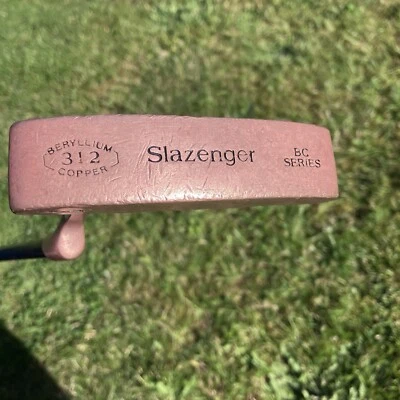 BERYLLIUM
312
COPPER
Slazenger
BC
SERIES